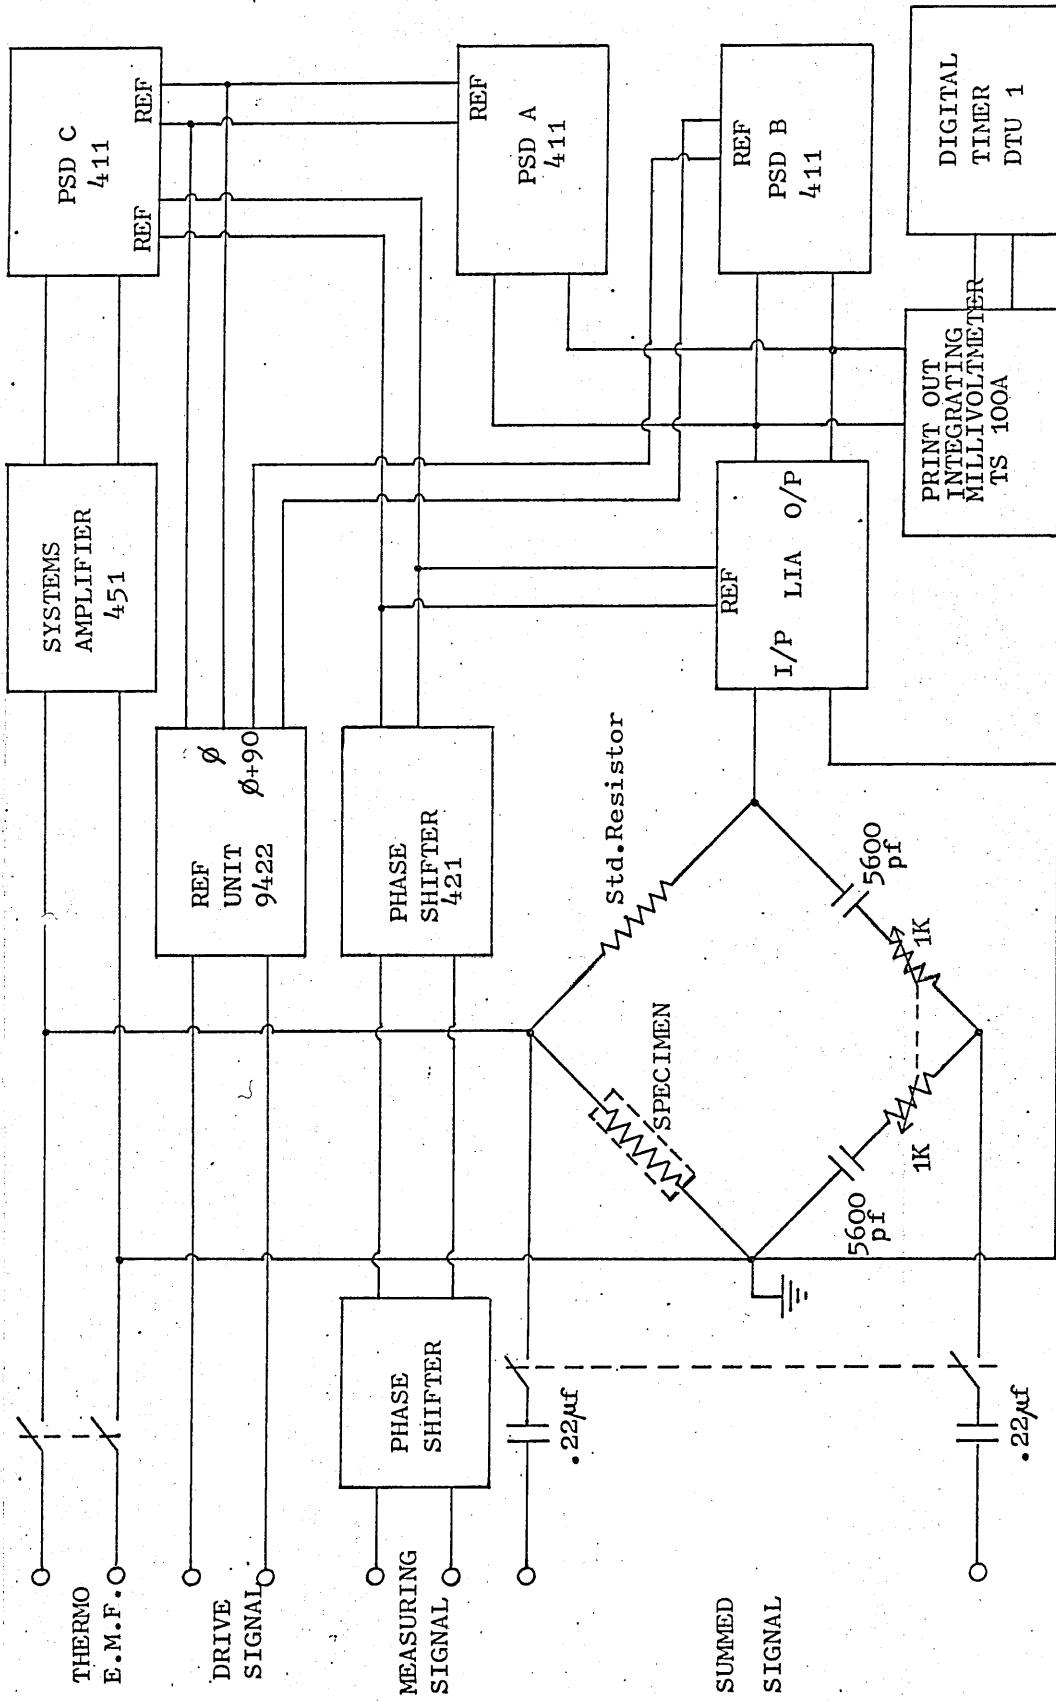 THERMO
E.M.F.
DRIVE
SIGNAL
MEASURING
SIGNAL
SUMMED
SIGNAL
SYSTEMS
AMPLIFIER
451
PSD C
411
REF
REF
REF
UNIT
9422
Ø
Ø+90
PHASE
SHIFTER
PHASE
SHIFTER
421
REF
PSD A
411
REF
PSD B
411
DIGITAL
TIMER
DTU 1
PRINT OUT
INTEGRATING
MILLIVOLTMETER
TS 100A
REF
I/P LIA O/P
Std.Resistor
SPECIMEN
5600
pf
1K
1K
5600
pf
.22µf
.22µf